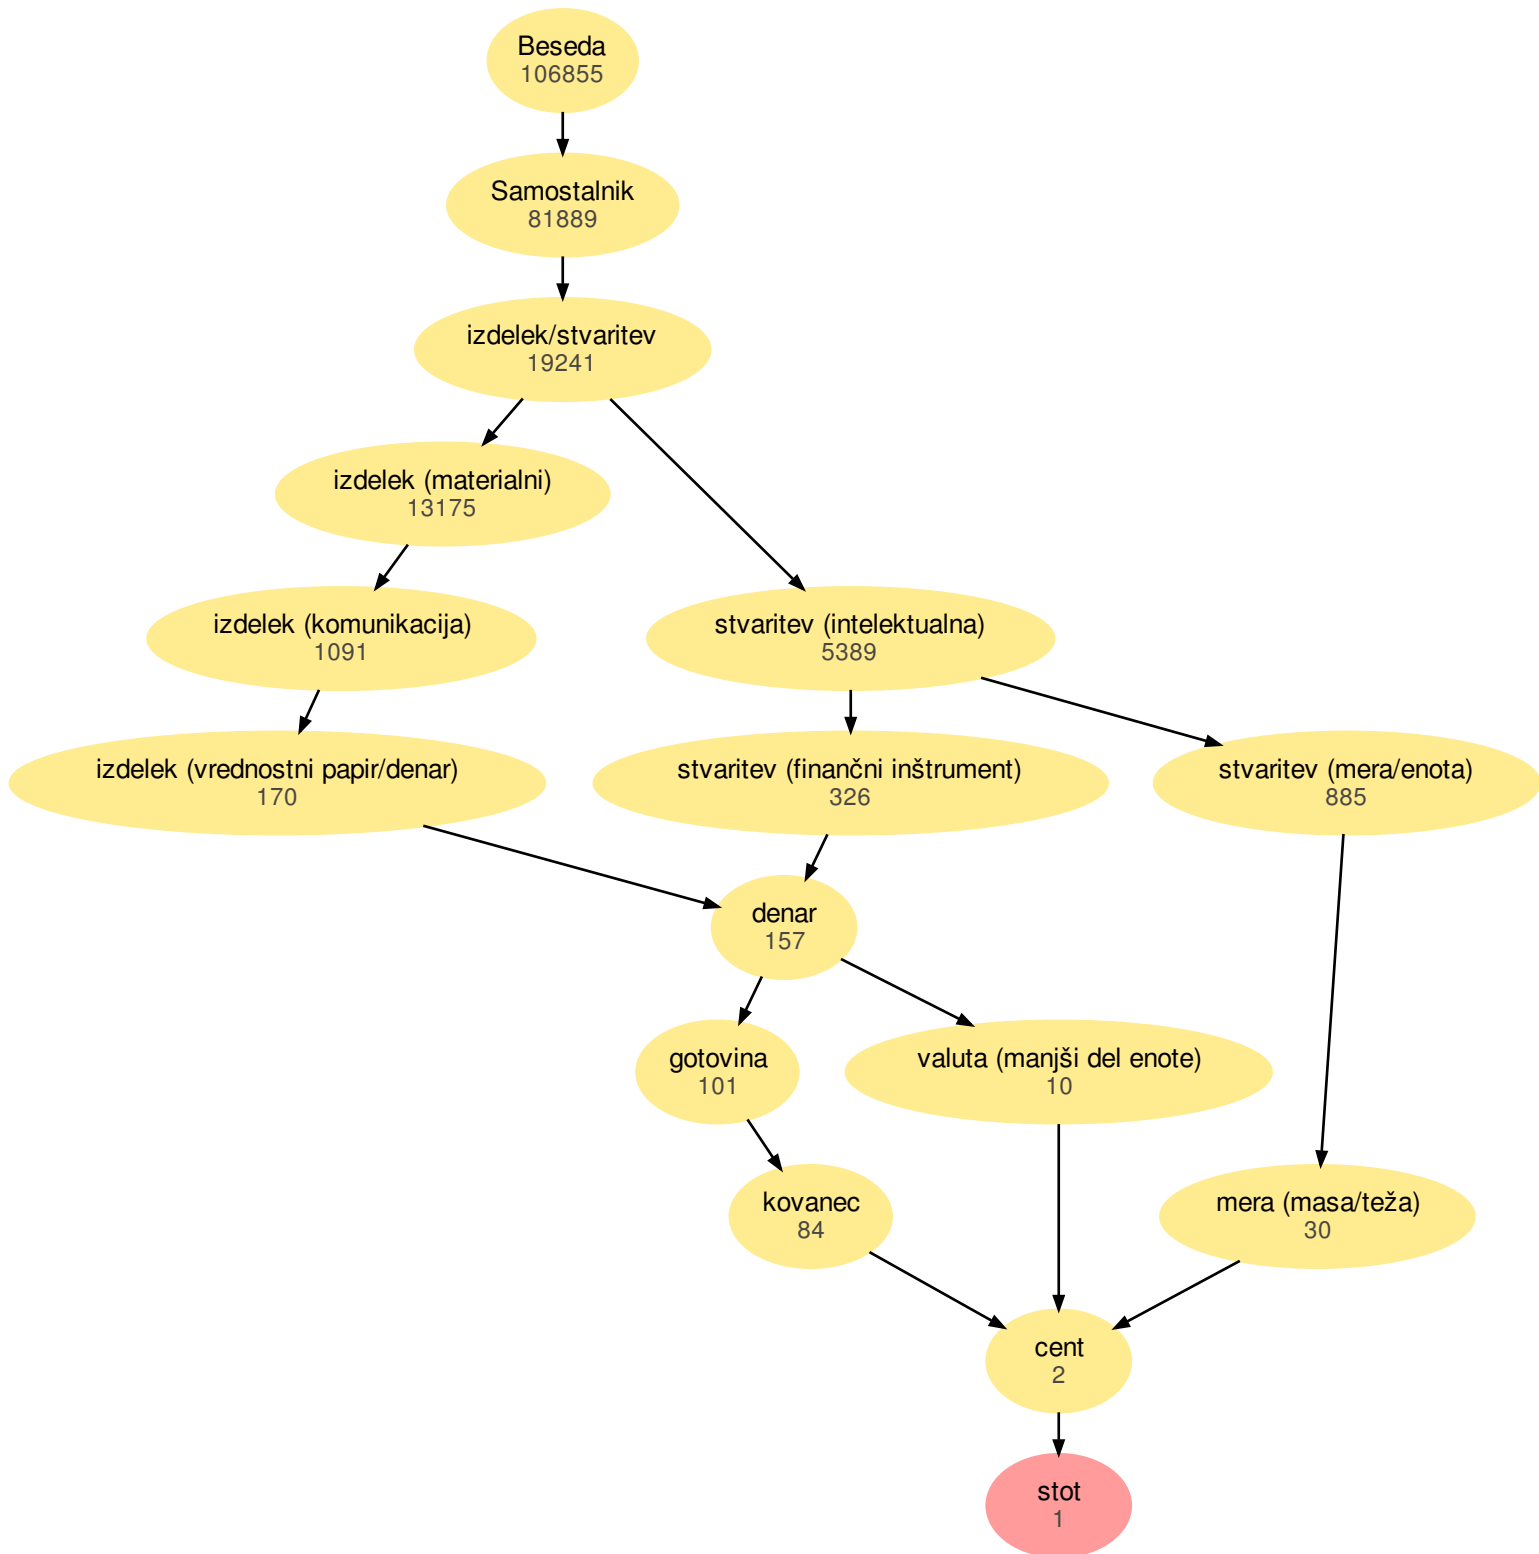 Beseda
106855
Samostalnik
81889
izdelek/stvaritev
19241
izdelek (materialni)
13175
izdelek (komunikacija)
1091
stvaritev (intelektualna)
5389
izdelek (vrednostni papir/denar)
170
stvaritev (finančni inštrument)
326
stvaritev (mera/enota)
885
denar
157
gotovina
101
valuta (manjši del enote)
10
kovanec
84
mera (masa/teža)
30
cent
2
stot
1